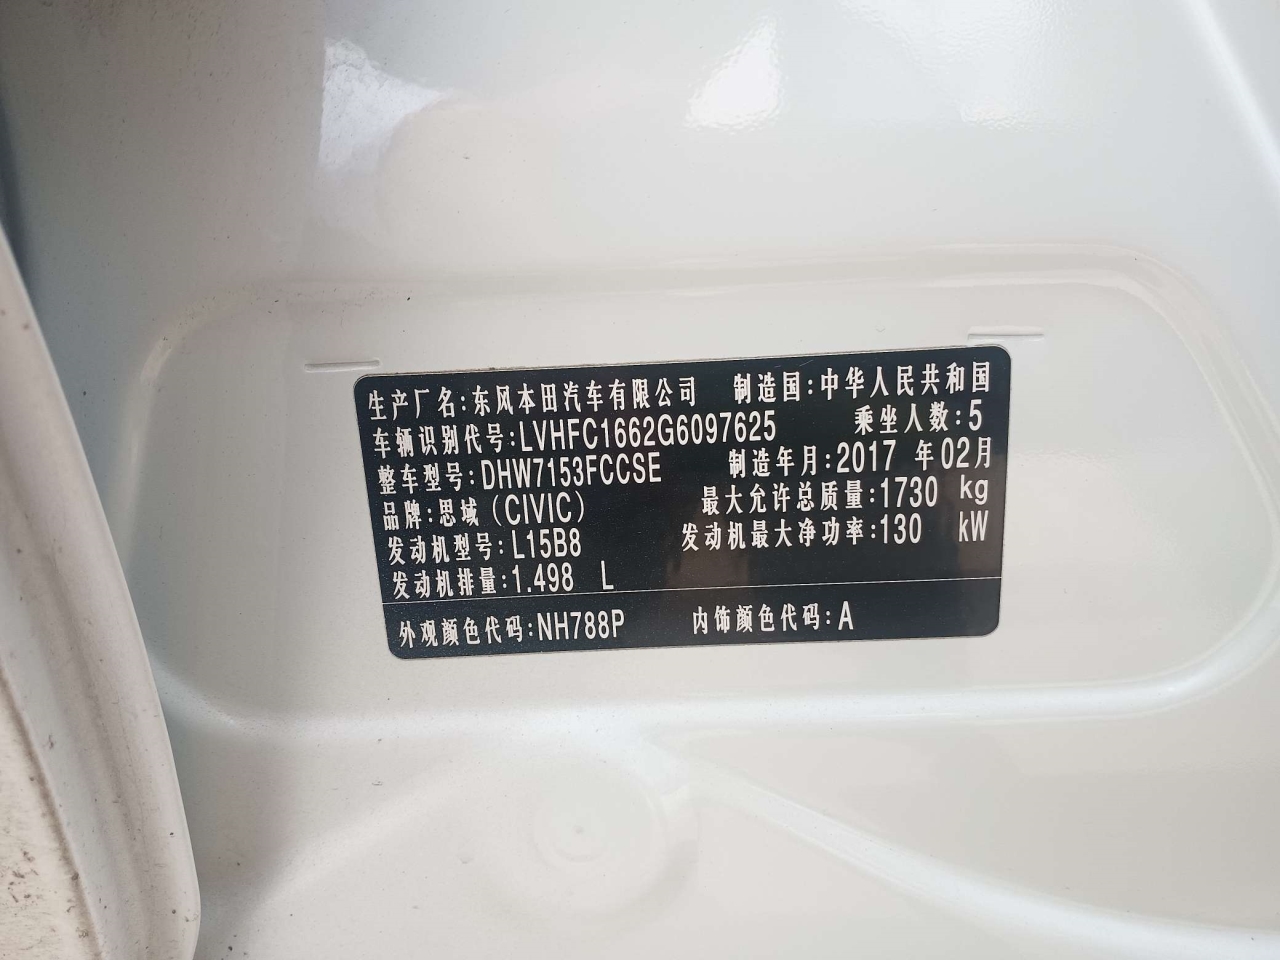 生产厂名:东风本田汽车有限公司 制造国:中华人民共和国
车辆识别代号:LVHFC1662G6097625 乘坐人数:5
整车型号:DHW7153FCCSE 制造年月:2017 年02月
品牌:思域（CIVIC） 最大允许总质量:1730 kg
发动机型号:L15B8 发动机最大净功率:130 kW
发动机排量:1.498 L
外观颜色代码:NH788P 内饰颜色代码:A